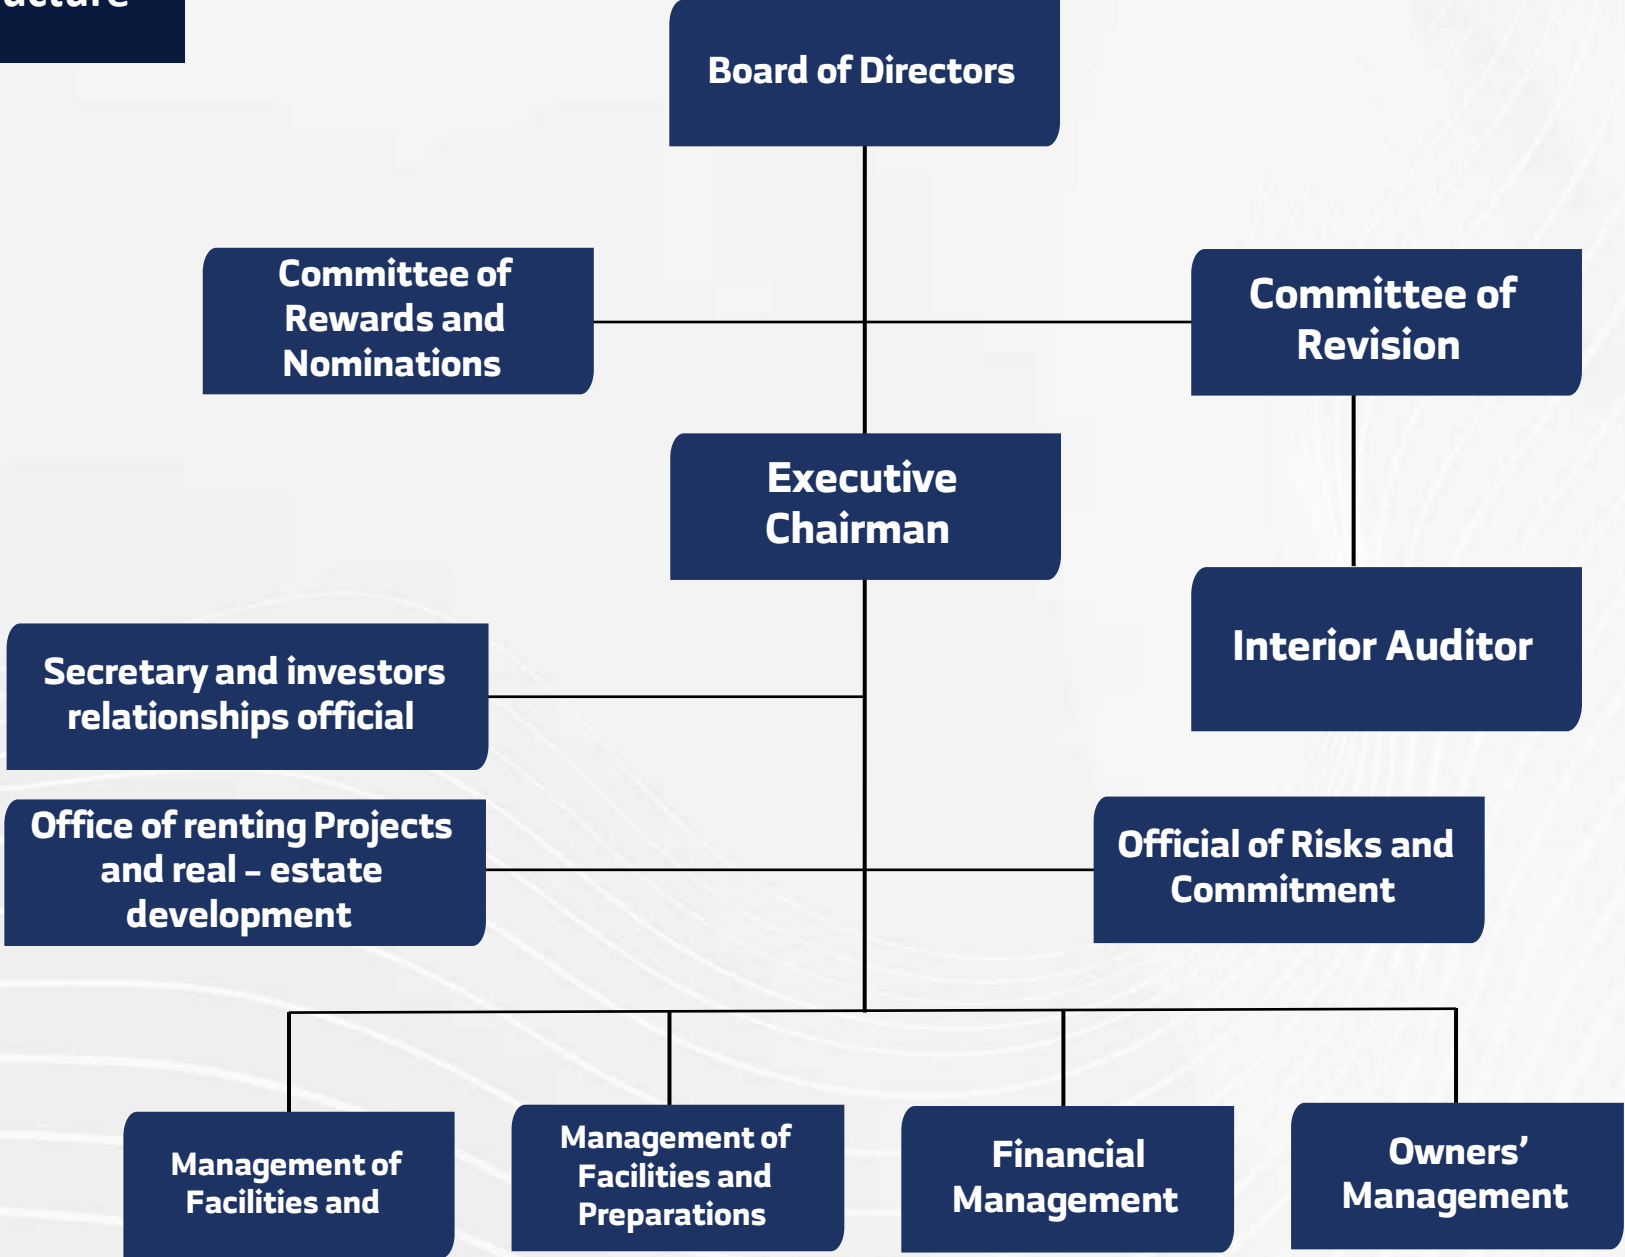 Board of Directors
Committee of
Rewards and
Nominations
Committee of
Revision
Executive
Chairman
Interior Auditor
Secretary and investors
relationships official
Office of renting Projects
and real – estate
development
Official of Risks and
Commitment
Management of
Facilities and
Management of
Facilities and
Preparations
Financial
Management
Owners’
Management